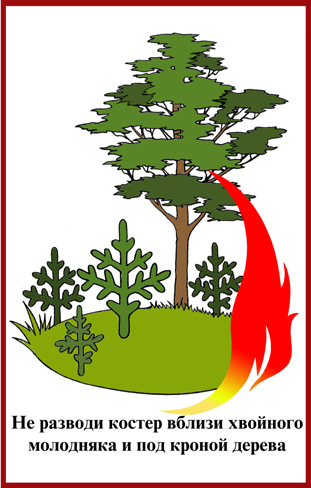 Не разводи костер вблизи хвойного
молодняка и под кроной дерева